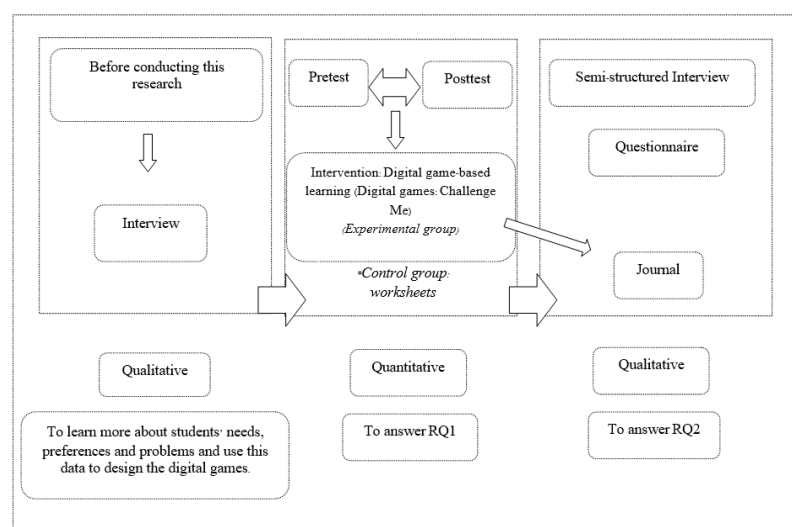 Before conducting this
research
Interview
Pretest
Posttest
Intervention: Digital game-based
learning (Digital games: Challenge
Me)
(Experimental group)
*Control group:
worksheets
Semi-structured Interview
Questionnaire
Journal
Qualitative
Quantitative
Qualitative
To learn more about students' needs,
preferences and problems and use this
data to design the digital games.
To answer RQ1
To answer RQ2